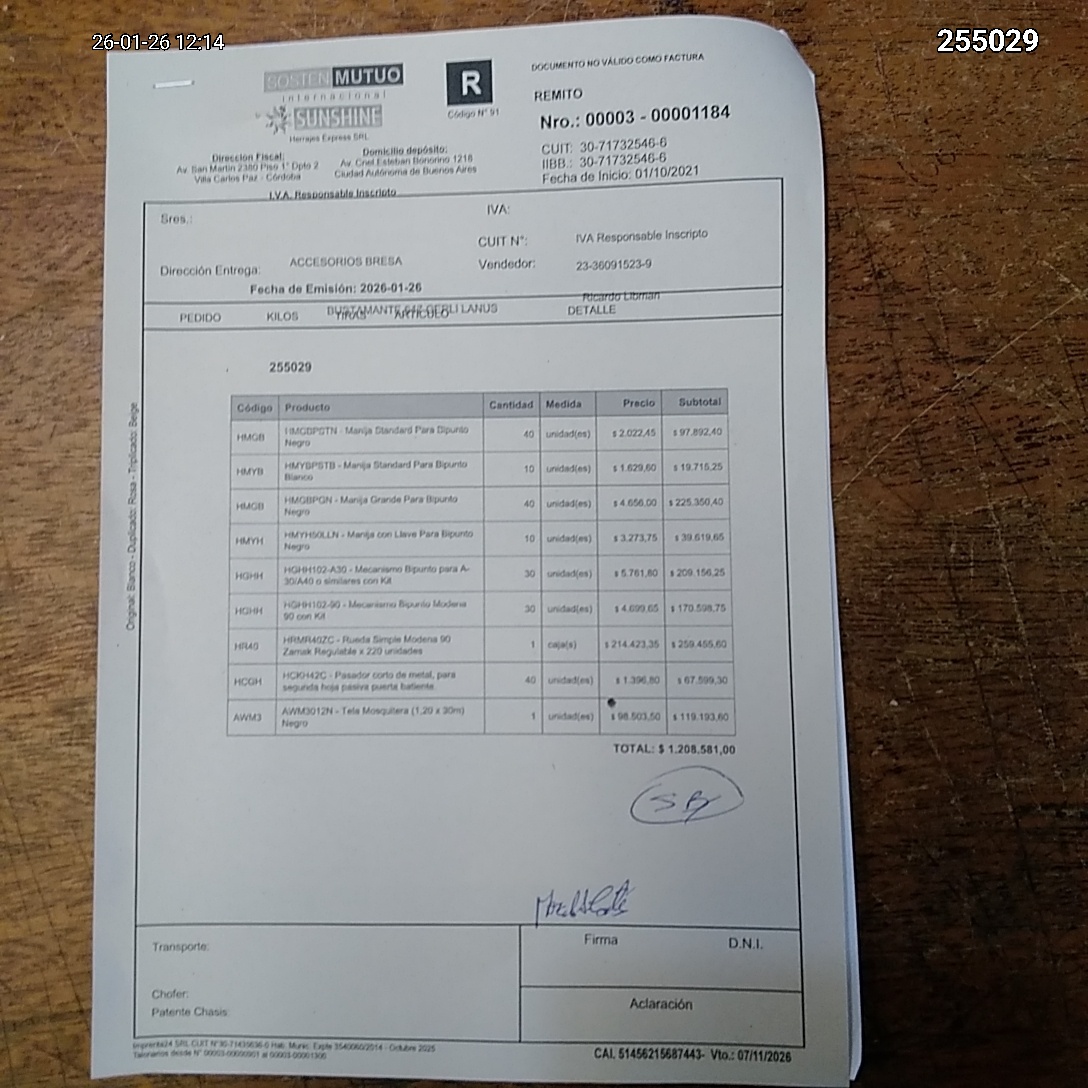 26-01-26 12:14
255029
SOSTEN MUTUO
internacional
SUNSHINE
Herrajes Express SRL
R
Código N° 91
DOCUMENTO NO VÁLIDO COMO FACTURA
REMITO
Nro.: 00003 - 00001184
CUIT: 30-71732546-6
IIBB.: 30-71732546-6
Fecha de Inicio: 01/10/2021
Dirección Fiscal:
Av. San Martin 2380 Piso 1° Dpto 2
Villa Carlos Paz - Córdoba
Domicilio depósito:
Av. Cnel Esteban Bonorino 1216
Ciudad Autónoma de Buenos Aires
I.V.A. Responsable Inscripto
Sres.:
IVA:
CUIT N°: IVA Responsable Inscripto
ACCESORIOS BRESA
Dirección Entrega:
Vendedor: 23-36091523-9
Fecha de Emisión: 2026-01-26
Ricardo Libman
BUSTAMANTE GERLI LANUS
PEDIDO KILOS TIRAS ARTICULO DETALLE
255029
Código Producto Cantidad Medida Precio Subtotal
HMGB HMGBPSTN - Manija Standard Para Bipunto Negro 40 unidad(es) $ 2.022,45 $ 97.892,40
HMYB HMYBPSTB - Manija Standard Para Bipunto Blanco 10 unidad(es) $ 1.629,60 $ 19.715,25
HMGB HMGBPGN - Manija Grande Para Bipunto Negro 40 unidad(es) $ 4.656,00 $ 225.350,40
HMYH HMYH50LLN - Manija con Llave Para Bipunto Negro 10 unidad(es) $ 3.273,75 $ 39.619,65
HGHH HGHH102-A30 - Mecanismo Bipunto para A-30/A40 o similares con Kit 30 unidad(es) $ 5.761,80 $ 209.156,25
HGHH HGHH102-90 - Mecanismo Bipunto Modena 90 con Kit 30 unidad(es) $ 4.699,65 $ 170.598,75
HR40 HRMR40ZC - Rueda Simple Modena 90 Zamak Regulable x 220 unidades 1 caja(s) $ 214.423,35 $ 259.455,60
HCGH HCKH42C - Pasador corto de metal, para segunda hoja pasiva puerta batiente 40 unidad(es) $ 1.396,80 $ 67.599,30
AWM3 AWM3012N - Tela Mosquitera (1,20 x 30m) Negro 1 unidad(es) $ 98.503,50 $ 119.193,60
TOTAL: $ 1.208.581,00
Original: Blanco - Duplicado: Rosa - Triplicado: Beige
Transporte:
Chofer:
Patente Chasis:
Firma
D.N.I.
Aclaración
CAI. 51456215687443- Vto.: 07/11/2026